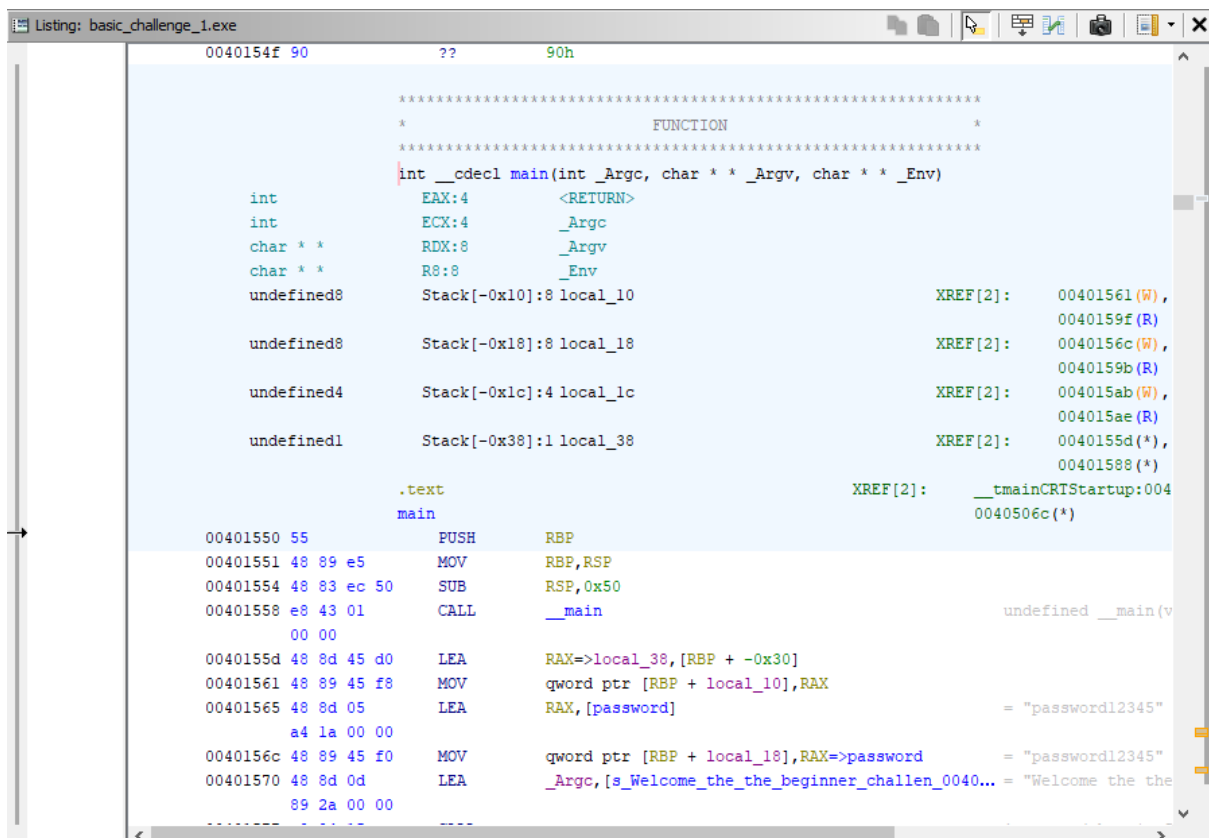 Listing: basic_challenge_1.exe
0040154f 90 ?? 90h
**************************************************************
* FUNCTION *
**************************************************************
int __cdecl main(int _Argc, char * * _Argv, char * * _Env)
int EAX:4 <RETURN>
int ECX:4 _Argc
char * * RDX:8 _Argv
char * * R8:8 _Env
undefined8 Stack[-0x10]:8 local_10 XREF[2]: 00401561(W),
0040159f(R)
undefined8 Stack[-0x18]:8 local_18 XREF[2]: 0040156c(W),
0040159b(R)
undefined4 Stack[-0x1c]:4 local_1c XREF[2]: 004015ab(W),
004015ae(R)
undefined1 Stack[-0x38]:1 local_38 XREF[2]: 0040155d(*),
00401588(*)
.text XREF[2]: __tmainCRTStartup:004
main 0040506c(*)
00401550 55 PUSH RBP
00401551 48 89 e5 MOV RBP,RSP
00401554 48 83 ec 50 SUB RSP,0x50
00401558 e8 43 01 CALL __main undefined __main(v
00 00
0040155d 48 8d 45 d0 LEA RAX=>local_38,[RBP + -0x30]
00401561 48 89 45 f8 MOV qword ptr [RBP + local_10],RAX
00401565 48 8d 05 LEA RAX,[password] = "password12345"
a4 1a 00 00
0040156c 48 89 45 f0 MOV qword ptr [RBP + local_18],RAX=>password = "password12345"
00401570 48 8d 0d LEA _Argc,[s_Welcome_the_the_beginner_challen_0040... = "Welcome the the
89 2a 00 00